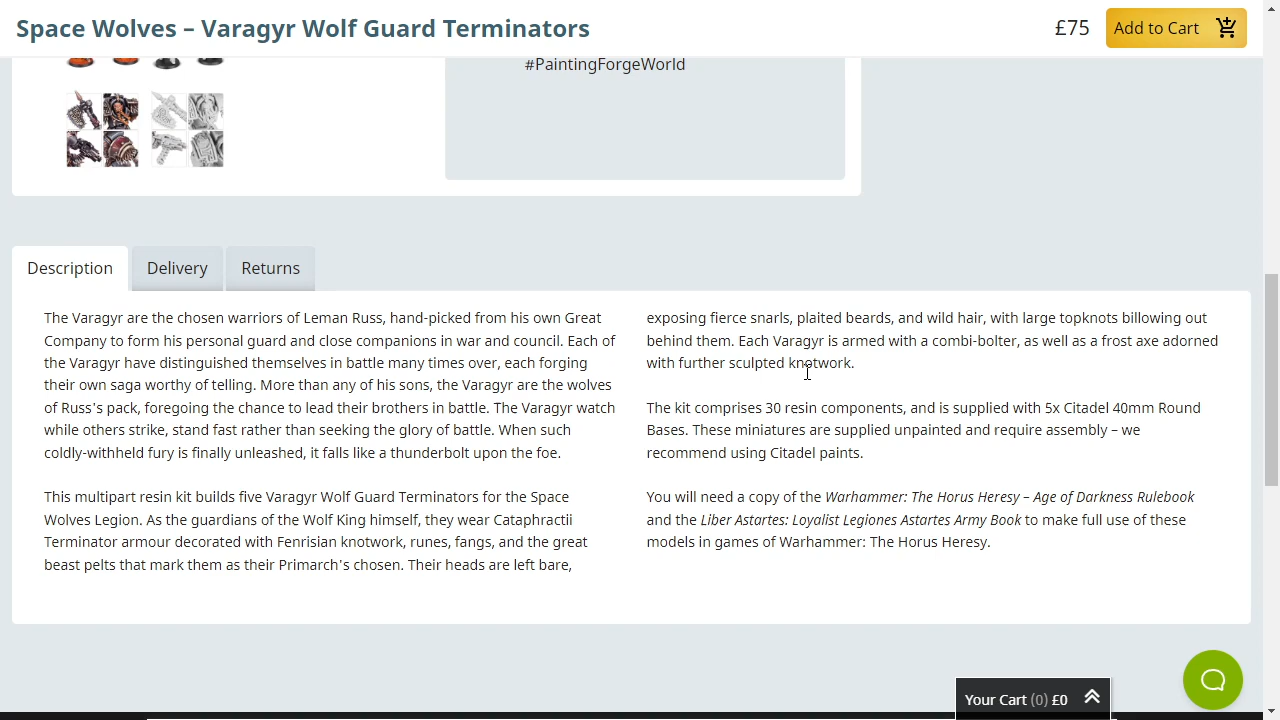 Space Wolves – Varagyr Wolf Guard Terminators
£75
Add to Cart
#PaintingForgeWorld
Description
Delivery
Returns
The Varagyr are the chosen warriors of Leman Russ, hand-picked from his own Great
Company to form his personal guard and close companions in war and council. Each of
the Varagyr have distinguished themselves in battle many times over, each forging
their own saga worthy of telling. More than any of his sons, the Varagyr are the wolves
of Russ's pack, foregoing the chance to lead their brothers in battle. The Varagyr watch
while others strike, stand fast rather than seeking the glory of battle. When such
coldly-withheld fury is finally unleashed, it falls like a thunderbolt upon the foe.
This multipart resin kit builds five Varagyr Wolf Guard Terminators for the Space
Wolves Legion. As the guardians of the Wolf King himself, they wear Cataphractii
Terminator armour decorated with Fenrisian knotwork, runes, fangs, and the great
beast pelts that mark them as their Primarch's chosen. Their heads are left bare,
exposing fierce snarls, plaited beards, and wild hair, with large topknots billowing out
behind them. Each Varagyr is armed with a combi-bolter, as well as a frost axe adorned
with further sculpted knotwork.
The kit comprises 30 resin components, and is supplied with 5x Citadel 40mm Round
Bases. These miniatures are supplied unpainted and require assembly – we
recommend using Citadel paints.
You will need a copy of the Warhammer: The Horus Heresy – Age of Darkness Rulebook
and the Liber Astartes: Loyalist Legiones Astartes Army Book to make full use of these
models in games of Warhammer: The Horus Heresy.
Your Cart (0) £0